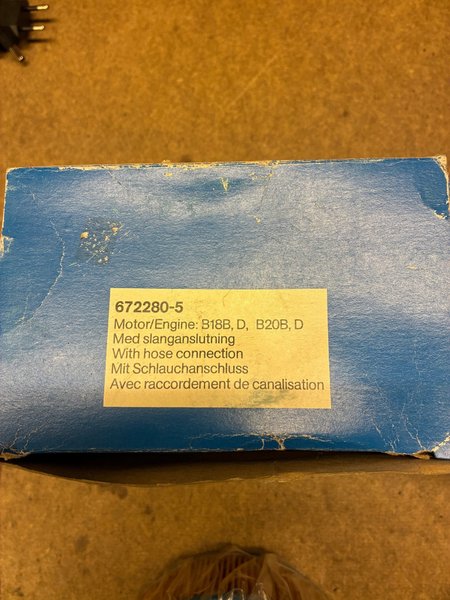 672280-5
Motor/Engine: B18B, D, B20B, D
Med slanganslutning
With hose connection
Mit Schlauchanschluss
Avec raccordement de canalisation